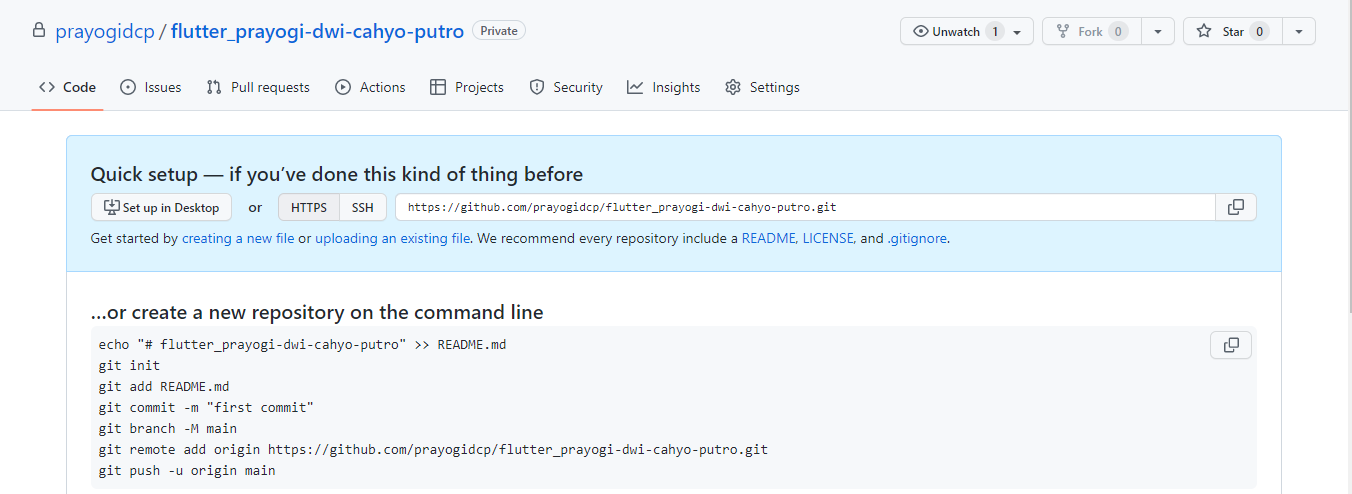 prayogidcp / flutter_prayogi-dwi-cahyo-putro Private Unwatch 1 Fork 0 Star 0
Code Issues Pull requests Actions Projects Security Insights Settings
Quick setup — if you’ve done this kind of thing before
Set up in Desktop or HTTPS SSH https://github.com/prayogidcp/flutter_prayogi-dwi-cahyo-putro.git
Get started by creating a new file or uploading an existing file. We recommend every repository include a README, LICENSE, and .gitignore.
…or create a new repository on the command line
echo "# flutter_prayogi-dwi-cahyo-putro" >> README.md
git init
git add README.md
git commit -m "first commit"
git branch -M main
git remote add origin https://github.com/prayogidcp/flutter_prayogi-dwi-cahyo-putro.git
git push -u origin main